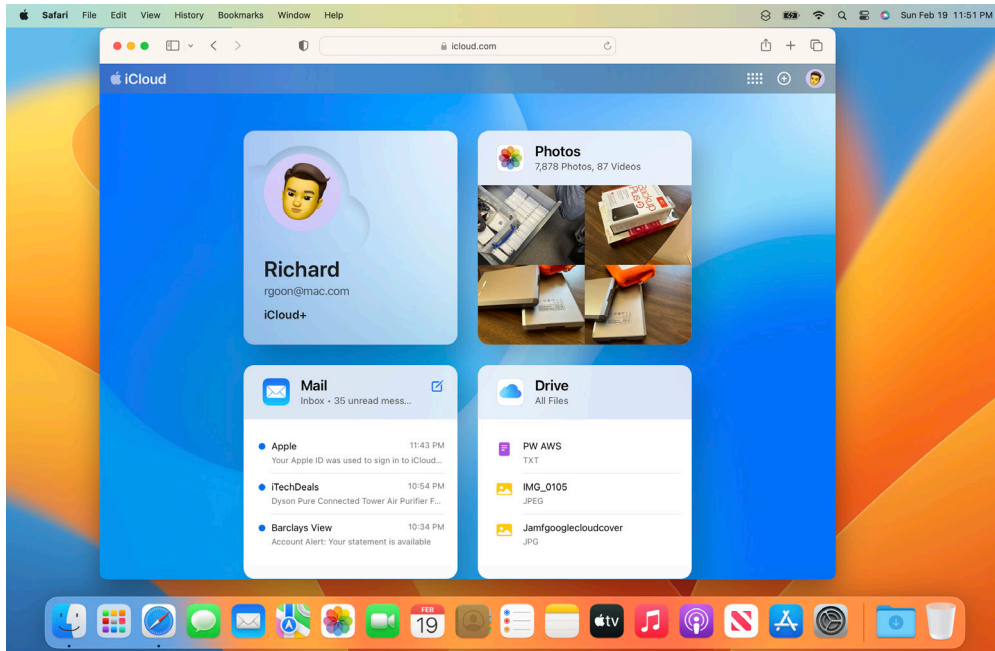 Safari File Edit View History Bookmarks Window Help
Sun Feb 19 11:51 PM
icloud.com
iCloud
Richard
rgoon@mac.com
iCloud+
Photos
7,878 Photos, 87 Videos
Mail
Inbox • 35 unread mess...
Apple 11:43 PM
Your Apple ID was used to sign in to iCloud...
iTechDeals 10:54 PM
Dyson Pure Connected Tower Air Purifier F...
Barclays View 10:34 PM
Account Alert: Your statement is available
Drive
All Files
PW AWS
TXT
IMG_0105
JPEG
Jamfgooglecloudcover
JPG
FEB
19
tv